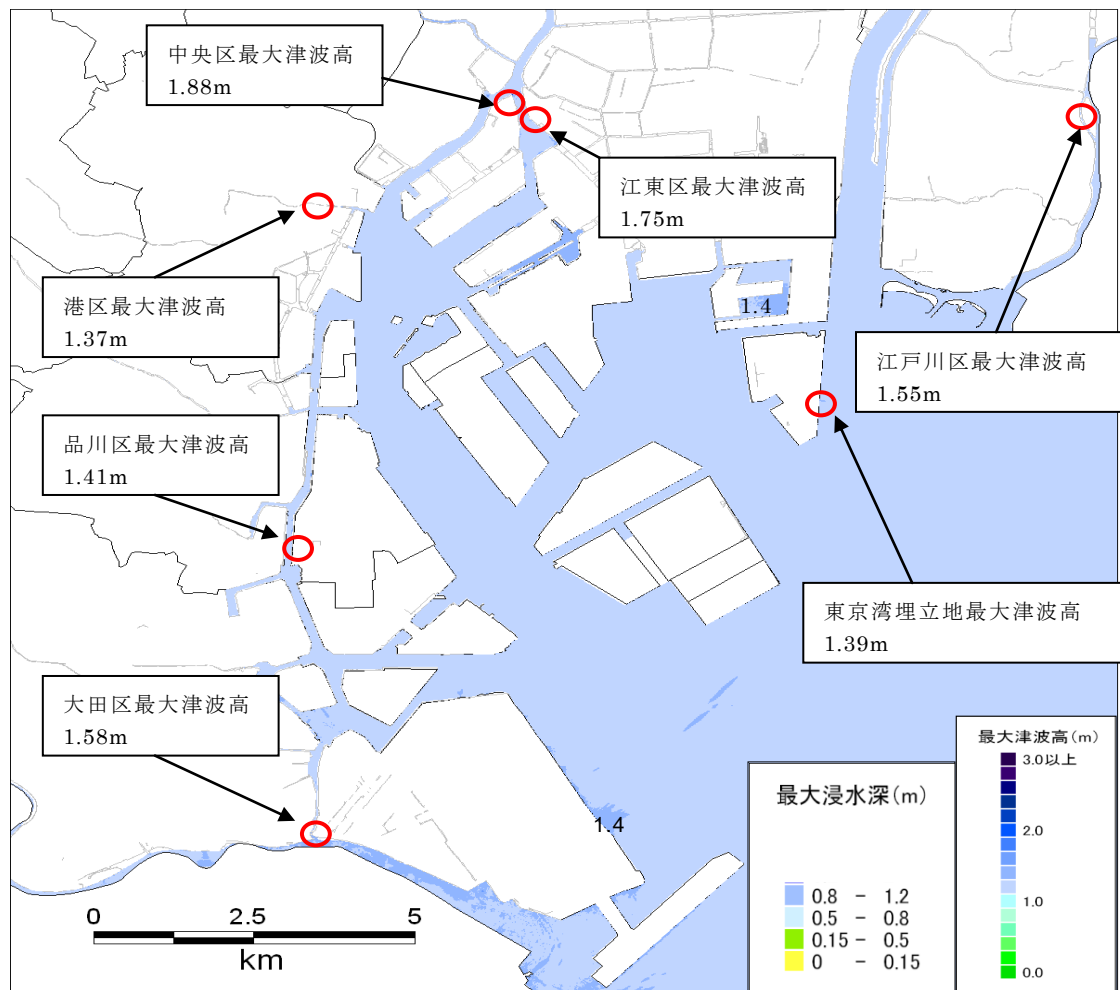 中央区最大津波高
1.88m
江東区最大津波高
1.75m
港区最大津波高
1.37m
1.4
江戸川区最大津波高
1.55m
品川区最大津波高
1.41m
東京湾埋立地最大津波高
1.39m
大田区最大津波高
1.58m
1.4
最大浸水深(m)
0.8 - 1.2
0.5 - 0.8
0.15 - 0.5
0 - 0.15
最大津波高(m)
3.0以上
2.0
1.0
0.0
0 2.5 5
km